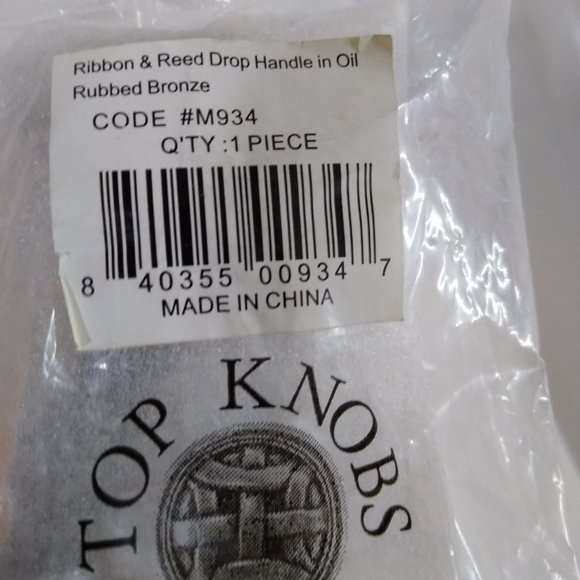 Ribbon & Reed Drop Handle in Oil
Rubbed Bronze
CODE #M934
Q'TY :1 PIECE
8 40355 00934 7
MADE IN CHINA
TOP KNOBS